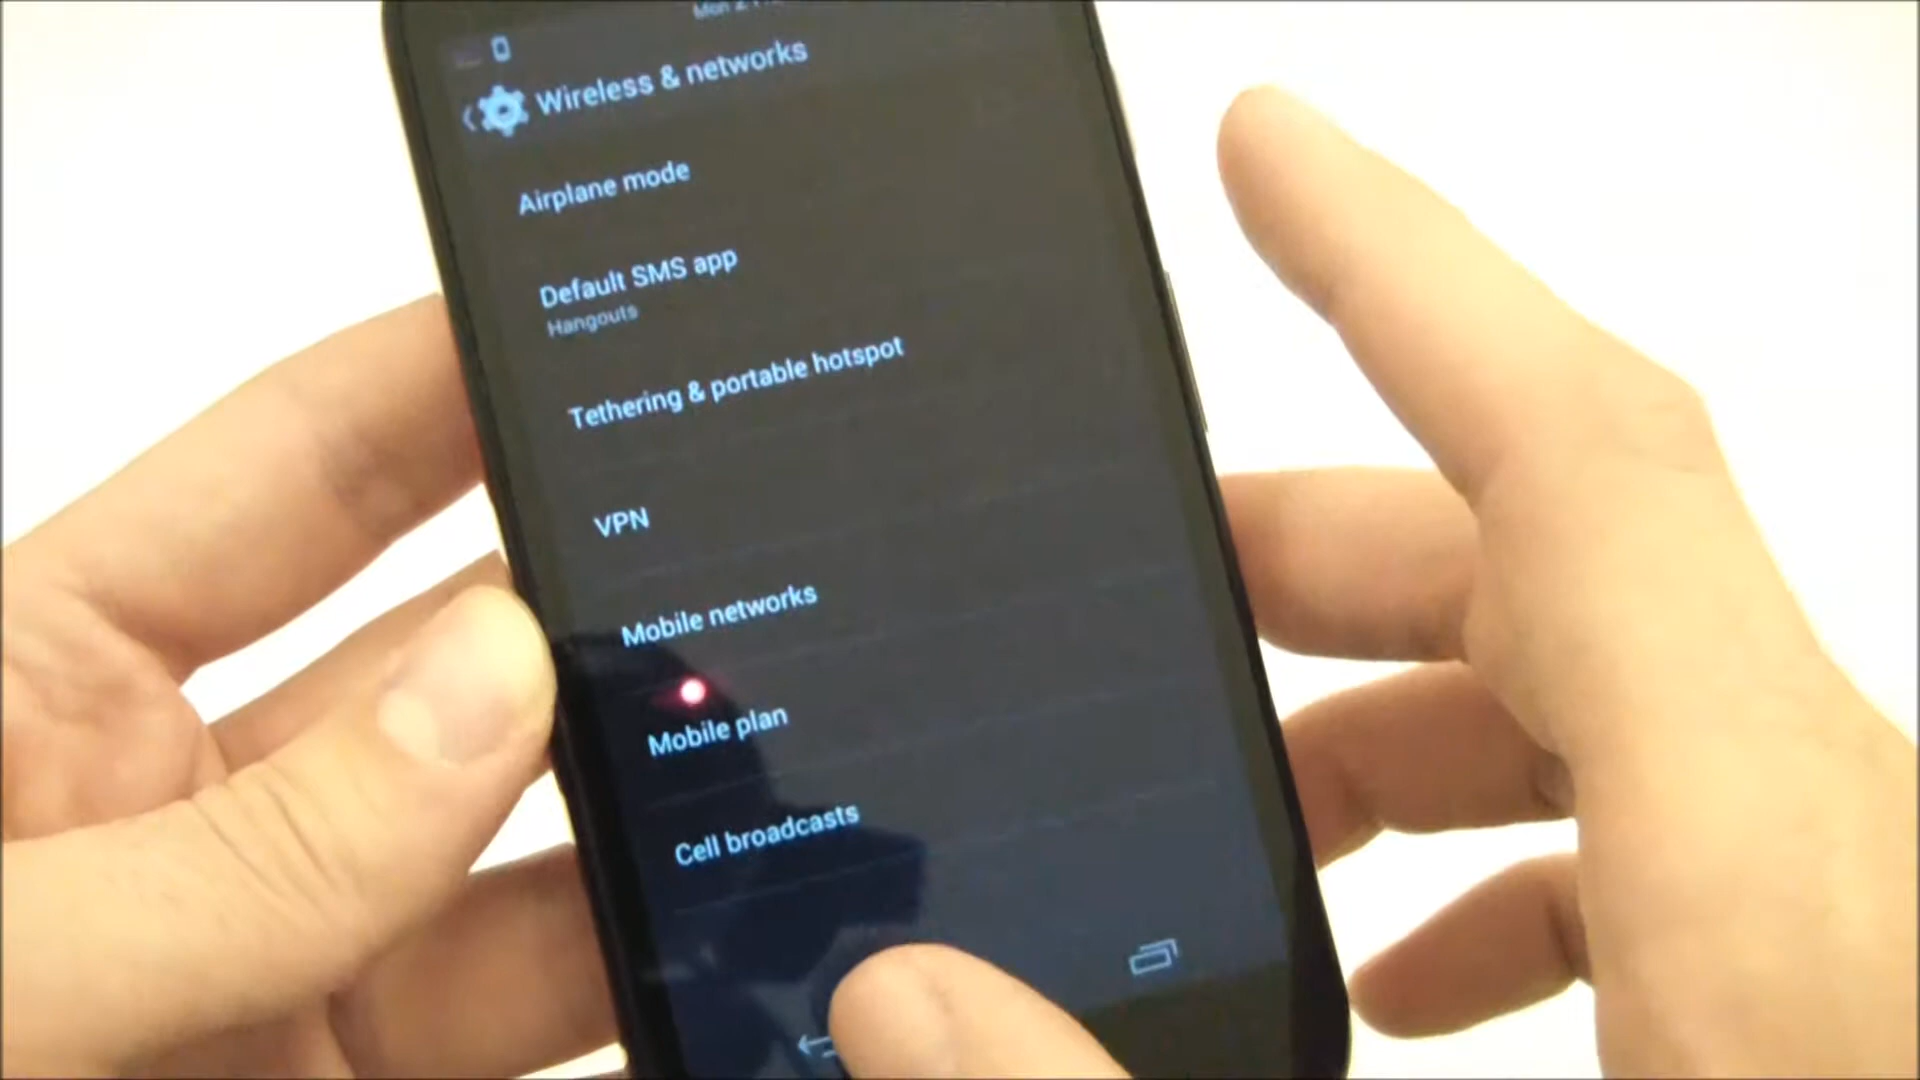 Wireless & networks
Airplane mode
Default SMS app
Hangouts
Tethering & portable hotspot
VPN
Mobile networks
Mobile plan
Cell broadcasts